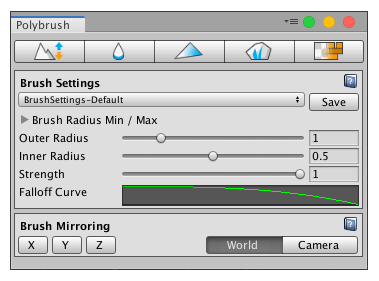 Polybrush
Brush Settings
BrushSettings-Default
Save
Brush Radius Min / Max
Outer Radius 1
Inner Radius 0.5
Strength 1
Falloff Curve
Brush Mirroring
X Y Z World Camera